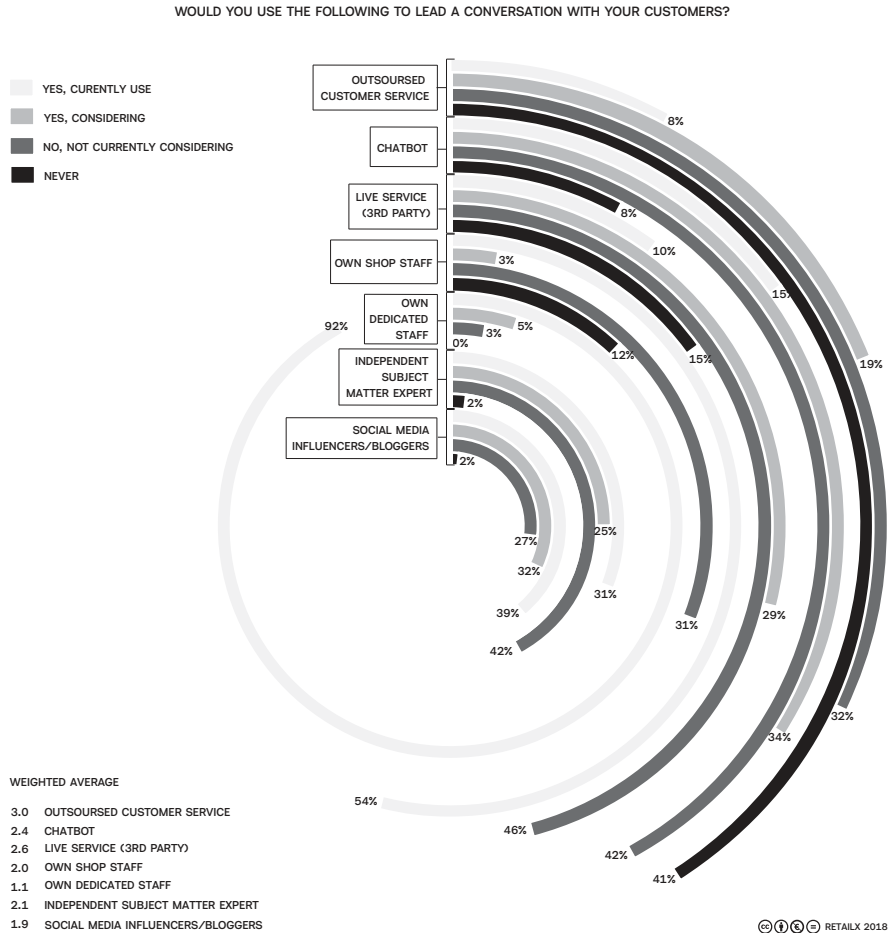 WOULD YOU USE THE FOLLOWING TO LEAD A CONVERSATION WITH YOUR CUSTOMERS?
YES, CURENTLY USE
YES, CONSIDERING
NO, NOT CURRENTLY CONSIDERING
NEVER
OUTSOURSED
CUSTOMER SERVICE
CHATBOT
LIVE SERVICE
(3RD PARTY)
OWN SHOP STAFF
OWN
DEDICATED
STAFF
INDEPENDENT
SUBJECT
MATTER EXPERT
SOCIAL MEDIA
INFLUENCERS/BLOGGERS
8%
19%
32%
41%
15%
34%
42%
8%
10%
29%
46%
15%
54%
3%
31%
12%
92%
5%
3%
0%
31%
25%
42%
2%
39%
32%
27%
2%
WEIGHTED AVERAGE
3.0 OUTSOURSED CUSTOMER SERVICE
2.4 CHATBOT
2.6 LIVE SERVICE (3RD PARTY)
2.0 OWN SHOP STAFF
1.1 OWN DEDICATED STAFF
2.1 INDEPENDENT SUBJECT MATTER EXPERT
1.9 SOCIAL MEDIA INFLUENCERS/BLOGGERS
cc RETAILX 2018